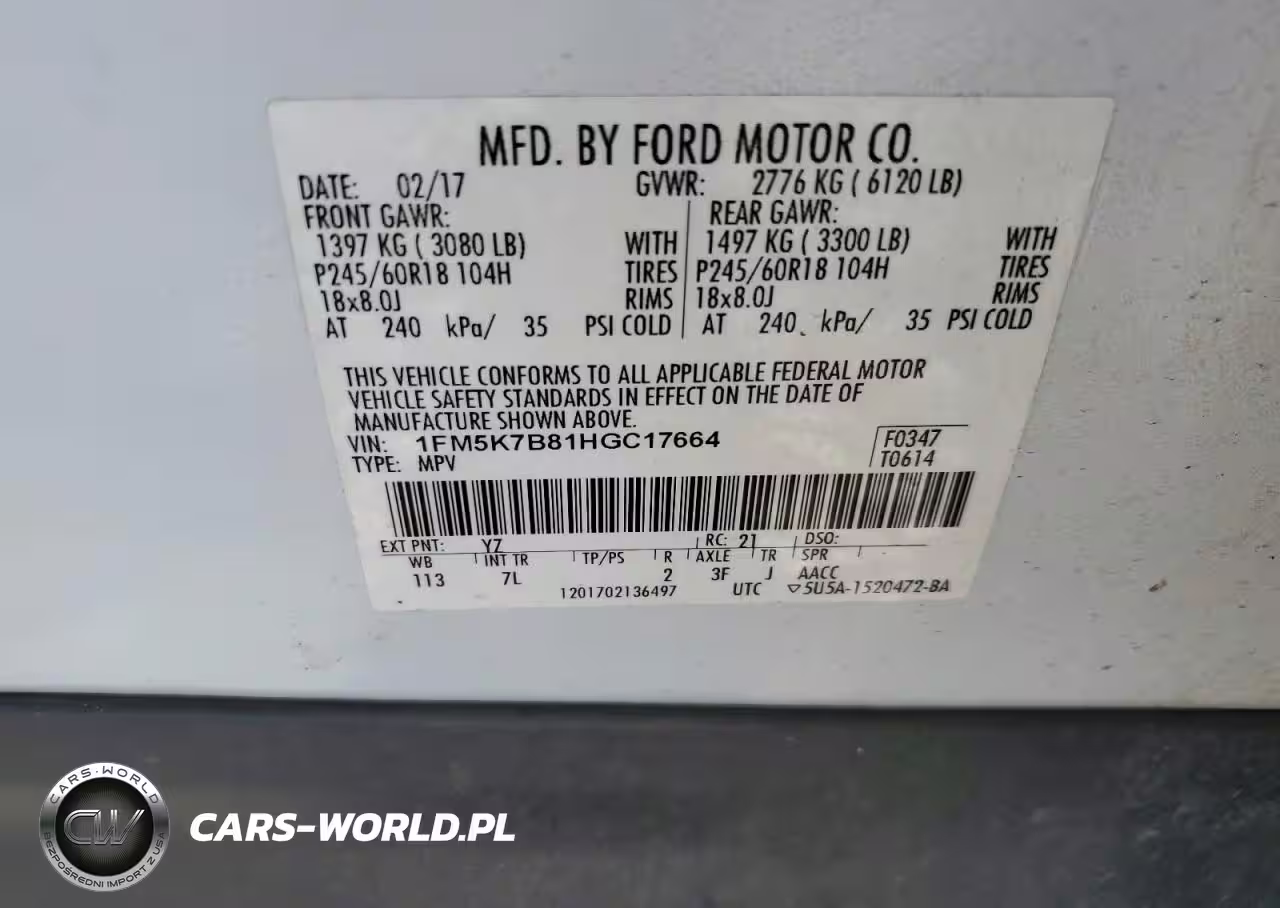 MFD. BY FORD MOTOR CO.
DATE: 02/17 GVWR: 2776 KG ( 6120 LB)
FRONT GAWR: REAR GAWR:
1397 KG ( 3080 LB) WITH 1497 KG ( 3300 LB) WITH
P245/60R18 104H TIRES P245/60R18 104H TIRES
18x8.0J RIMS 18x8.0J RIMS
AT 240 kPa/ 35 PSI COLD AT 240 kPa/ 35 PSI COLD
THIS VEHICLE CONFORMS TO ALL APPLICABLE FEDERAL MOTOR
VEHICLE SAFETY STANDARDS IN EFFECT ON THE DATE OF
MANUFACTURE SHOWN ABOVE.
VIN: 1FM5K7B81HGC17664 F0347
TYPE: MPV T0614
EXT PNT: YZ RC: 21 DSO:
WB INT TR TP/PS R AXLE TR SPR
113 7L 2 3F J AACC
1201702136497 UTC ▽5U5A-1520472-BA
CARS-WORLD
CW
BEZPOŚREDNI IMPORT Z USA
CARS-WORLD.PL